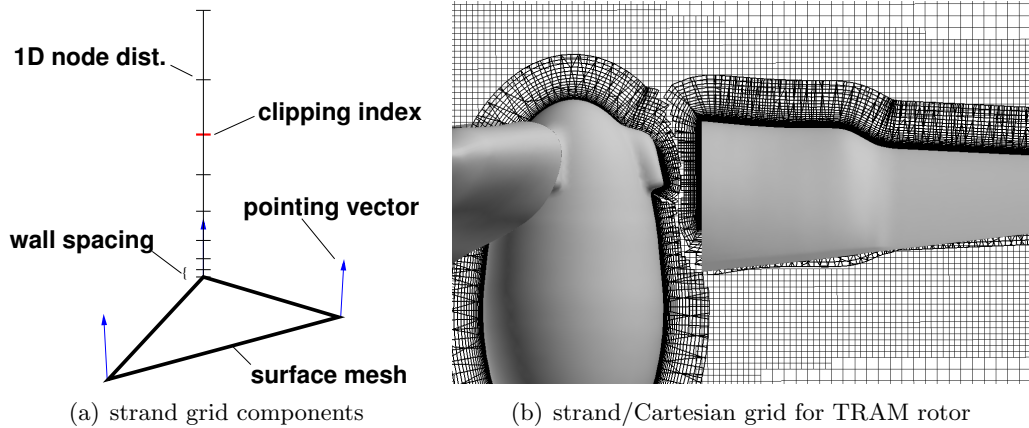 1D node dist.
clipping index
pointing vector
wall spacing
{
surface mesh
(a) strand grid components
(b) strand/Cartesian grid for TRAM rotor